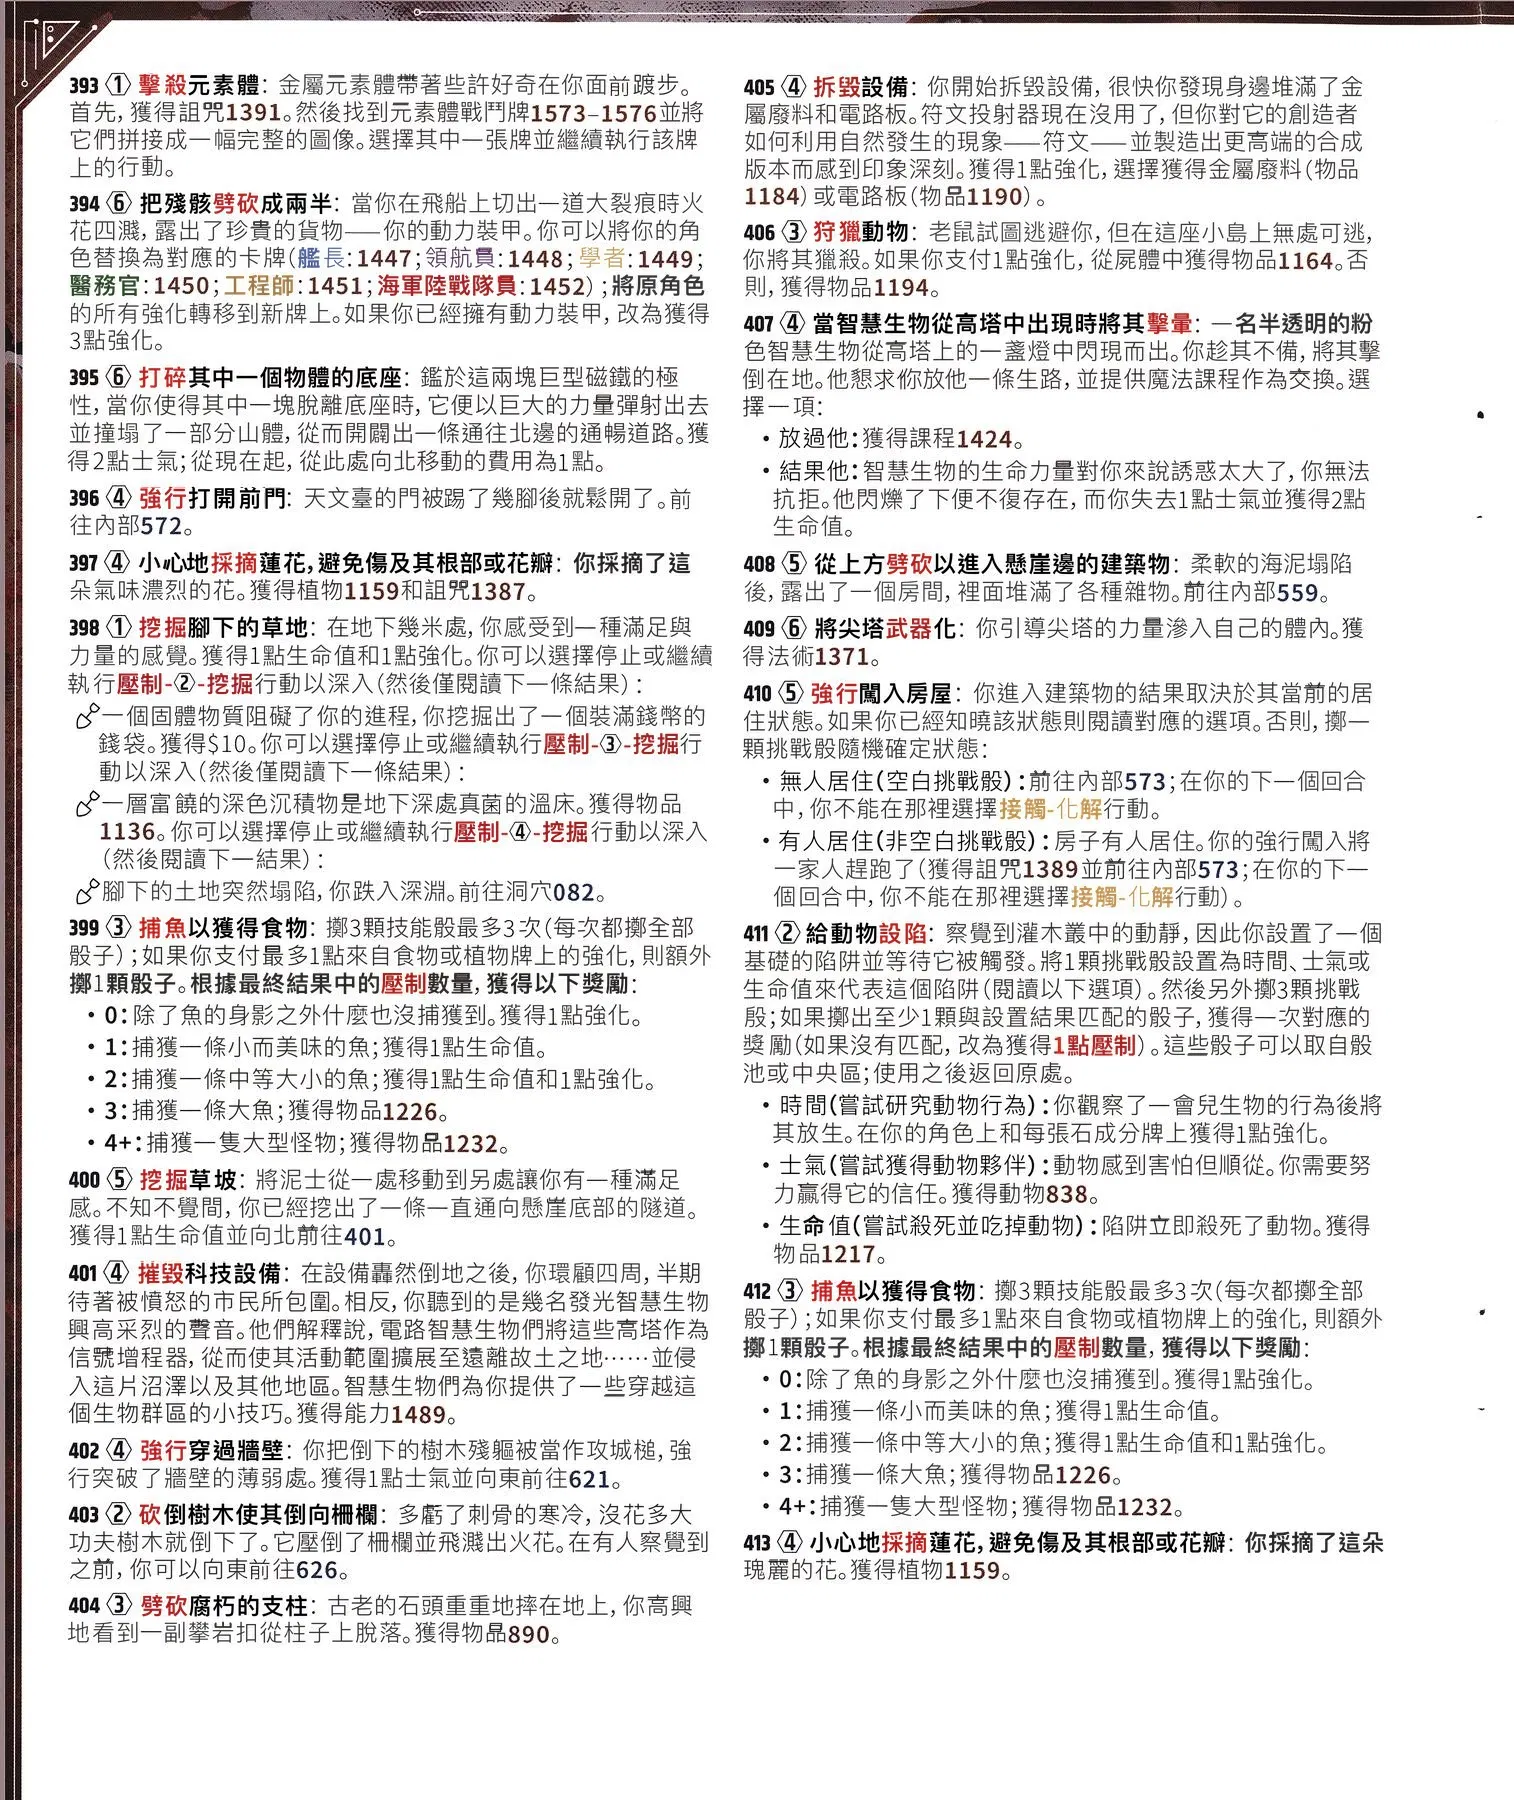 393 ① 擊殺元素體：金屬元素體帶著些許好奇在你面前踱步。
首先，獲得詛咒1391。然後找到元素體戰鬥牌1573–1576並將
它們拼接成一幅完整的圖像。選擇其中一張牌並繼續執行該牌
上的行動。
394 ⑥ 把殘骸劈砍成兩半：當你在飛船上切出一道大裂痕時火
花四濺，露出了珍貴的貨物——你的動力裝甲。你可以將你的角
色替換為對應的卡牌（艦長：1447；領航員：1448；學者：1449；
醫務官：1450；工程師：1451；海軍陸戰隊員：1452）；將原角色
的所有強化轉移到新牌上。如果你已經擁有動力裝甲，改為獲得
3點強化。
395 ⑥ 打碎其中一個物體的底座：鑑於這兩塊巨型磁鐵的極
性，當你使得其中一塊脫離底座時，它便以巨大的力量彈射出去
並撞塌了一部分山體，從而開闢出一條通往北邊的通暢道路。獲
得2點士氣；從現在起，從此處向北移動的費用為1點。
396 ④ 強行打開前門：天文臺的門被踢了幾腳後就鬆開了。前
往內部572。
397 ④ 小心地採摘蓮花，避免傷及其根部或花瓣：你採摘了這
朵氣味濃烈的花。獲得植物1159和詛咒1387。
398 ① 挖掘腳下的草地：在地下幾米處，你感受到一種滿足與
力量的感覺。獲得1點生命值和1點強化。你可以選擇停止或繼續
執行壓制-②-挖掘行動以深入（然後僅閱讀下一條結果）：
一個固體物質阻礙了你的進程，你挖掘出了一個裝滿錢幣的
錢袋。獲得$10。你可以選擇停止或繼續執行壓制-③-挖掘行
動以深入（然後僅閱讀下一條結果）：
一層富饒的深色沉積物是地下深處真菌的溫床。獲得物品
1136。你可以選擇停止或繼續執行壓制-④-挖掘行動以深入
（然後閱讀下一結果）：
腳下的土地突然塌陷，你跌入深淵。前往洞穴082。
399 ③ 捕魚以獲得食物：擲3顆技能骰最多3次（每次都擲全部
骰子）；如果你支付最多1點來自食物或植物牌上的強化，則額外
擲1顆骰子。根據最終結果中的壓制數量，獲得以下獎勵：
・0：除了魚的身影之外什麼也沒捕獲到。獲得1點強化。
・1：捕獲一條小而美味的魚；獲得1點生命值。
・2：捕獲一條中等大小的魚；獲得1點生命值和1點強化。
・3：捕獲一條大魚；獲得物品1226。
・4+：捕獲一隻大型怪物；獲得物品1232。
400 ⑤ 挖掘草坡：將泥士從一處移動到另處讓你有一種滿足
感。不知不覺間，你已經挖出了一條一直通向懸崖底部的隧道。
獲得1點生命值並向北前往401。
401 ④ 摧毀科技設備：在設備轟然倒地之後，你環顧四周，半期
待著被憤怒的市民所包圍。相反，你聽到的是幾名發光智慧生物
興高采烈的聲音。他們解釋說，電路智慧生物們將這些高塔作為
信號增程器，從而使其活動範圍擴展至遠離故土之地……並侵
入這片沼澤以及其他地區。智慧生物們為你提供了一些穿越這
個生物群區的小技巧。獲得能力1489。
402 ④ 強行穿過牆壁：你把倒下的樹木殘軀被當作攻城槌，強
行突破了牆壁的薄弱處。獲得1點士氣並向東前往621。
403 ② 砍倒樹木使其倒向柵欄：多虧了刺骨的寒冷，沒花多大
功夫樹木就倒下了。它壓倒了柵欄並飛濺出火花。在有人察覺到
之前，你可以向東前往626。
404 ③ 劈砍腐朽的支柱：古老的石頭重重地摔在地上，你高興
地看到一副攀岩扣從柱子上脫落。獲得物品890。
405 ④ 拆毀設備：你開始拆毀設備，很快你發現身邊堆滿了金
屬廢料和電路板。符文投射器現在沒用了，但你對它的創造者
如何利用自然發生的現象——符文——並製造出更高端的合成
版本而感到印象深刻。獲得1點強化，選擇獲得金屬廢料（物品
1184）或電路板（物品1190）。
406 ③ 狩獵動物：老鼠試圖逃避你，但在這座小島上無處可逃，
你將其獵殺。如果你支付1點強化，從屍體中獲得物品1164。否
則，獲得物品1194。
407 ④ 當智慧生物從高塔中出現時將其擊暈：一名半透明的粉
色智慧生物從高塔上的一盞燈中閃現而出。你趁其不備，將其擊
倒在地。他懇求你放他一條生路，並提供魔法課程作為交換。選
擇一項：
・放過他：獲得課程1424。
・結果他：智慧生物的生命力量對你來說誘惑太大了，你無法
抗拒。他閃爍了下便不復存在，而你失去1點士氣並獲得2點
生命值。
408 ⑤ 從上方劈砍以進入懸崖邊的建築物：柔軟的海泥塌陷
後，露出了一個房間，裡面堆滿了各種雜物。前往內部559。
409 ⑥ 將尖塔武器化：你引導尖塔的力量滲入自己的體內。獲
得法術1371。
410 ⑤ 強行闖入房屋：你進入建築物的結果取決於其當前的居
住狀態。如果你已經知曉該狀態則閱讀對應的選項。否則，擲一
顆挑戰骰隨機確定狀態：
・無人居住（空白挑戰骰）：前往內部573；在你的下一個回合
中，你不能在那裡選擇接觸-化解行動。
・有人居住（非空白挑戰骰）：房子有人居住。你的強行闖入將
一家人趕跑了（獲得詛咒1389並前往內部573；在你的下一
個回合中，你不能在那裡選擇接觸-化解行動）。
411 ② 給動物設陷：察覺到灌木叢中的動靜，因此你設置了一個
基礎的陷阱並等待它被觸發。將1顆挑戰骰設置為時間、士氣或
生命值來代表這個陷阱（閱讀以下選項）。然後另外擲3顆挑戰
段；如果擲出至少1顆與設置結果匹配的骰子，獲得一次對應的
獎勵（如果沒有匹配，改為獲得1點壓制）。這些骰子可以取自骰
池或中央區；使用之後返回原處。
・時間（嘗試研究動物行為）：你觀察了一會兒生物的行為後將
其放生。在你的角色上和每張石成分牌上獲得1點強化。
・士氣（嘗試獲得動物夥伴）：動物感到害怕但順從。你需要努
力贏得它的信任。獲得動物838。
・生命值（嘗試殺死並吃掉動物）：陷阱立即殺死了動物。獲得
物品1217。
412 ③ 捕魚以獲得食物：擲3顆技能骰最多3次（每次都擲全部
骰子）；如果你支付最多1點來自食物或植物牌上的強化，則額外
擲1顆骰子。根據最終結果中的壓制數量，獲得以下獎勵：
・0：除了魚的身影之外什麼也沒捕獲到。獲得1點強化。
・1：捕獲一條小而美味的魚；獲得1點生命值。
・2：捕獲一條中等大小的魚；獲得1點生命值和1點強化。
・3：捕獲一條大魚；獲得物品1226。
・4+：捕獲一隻大型怪物；獲得物品1232。
413 ④ 小心地採摘蓮花，避免傷及其根部或花瓣：你採摘了這朵
瑰麗的花。獲得植物1159。